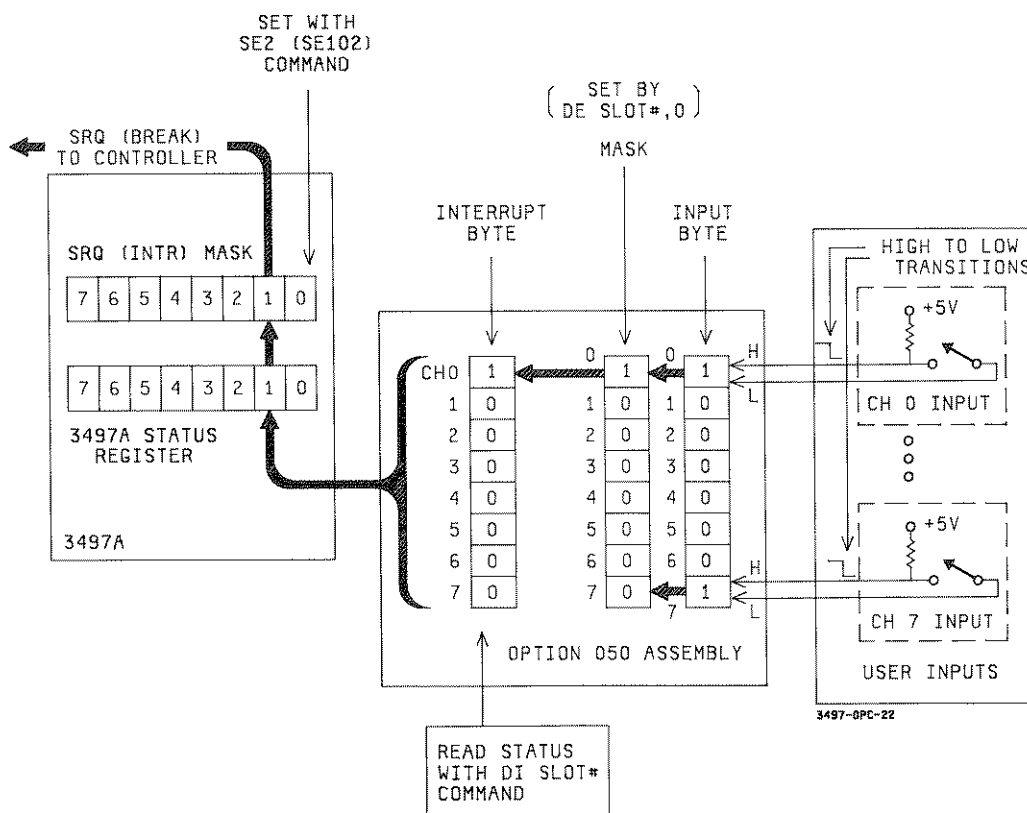 SET WITH
SE2 (SE102)
COMMAND
( SET BY
DE SLOT#,0 )
MASK
SRQ (BREAK)
TO CONTROLLER
INTERRUPT
BYTE
INPUT
BYTE
HIGH TO LOW
TRANSITIONS
SRQ (INTR) MASK
7 6 5 4 3 2 1 0
7 6 5 4 3 2 1 0
3497A STATUS
REGISTER
3497A
CH0 1 0 1 0 1 H
L
1 0 1 0 1 0
2 0 2 0 2 0
3 0 3 0 3 0
4 0 4 0 4 0
5 0 5 0 5 0
6 0 6 0 6 0 H
7 0 7 0 7 1 L
OPTION 050 ASSEMBLY
+5V
CH 0 INPUT
+5V
CH 7 INPUT
USER INPUTS
3497-OPC-22
READ STATUS
WITH DI SLOT#
COMMAND